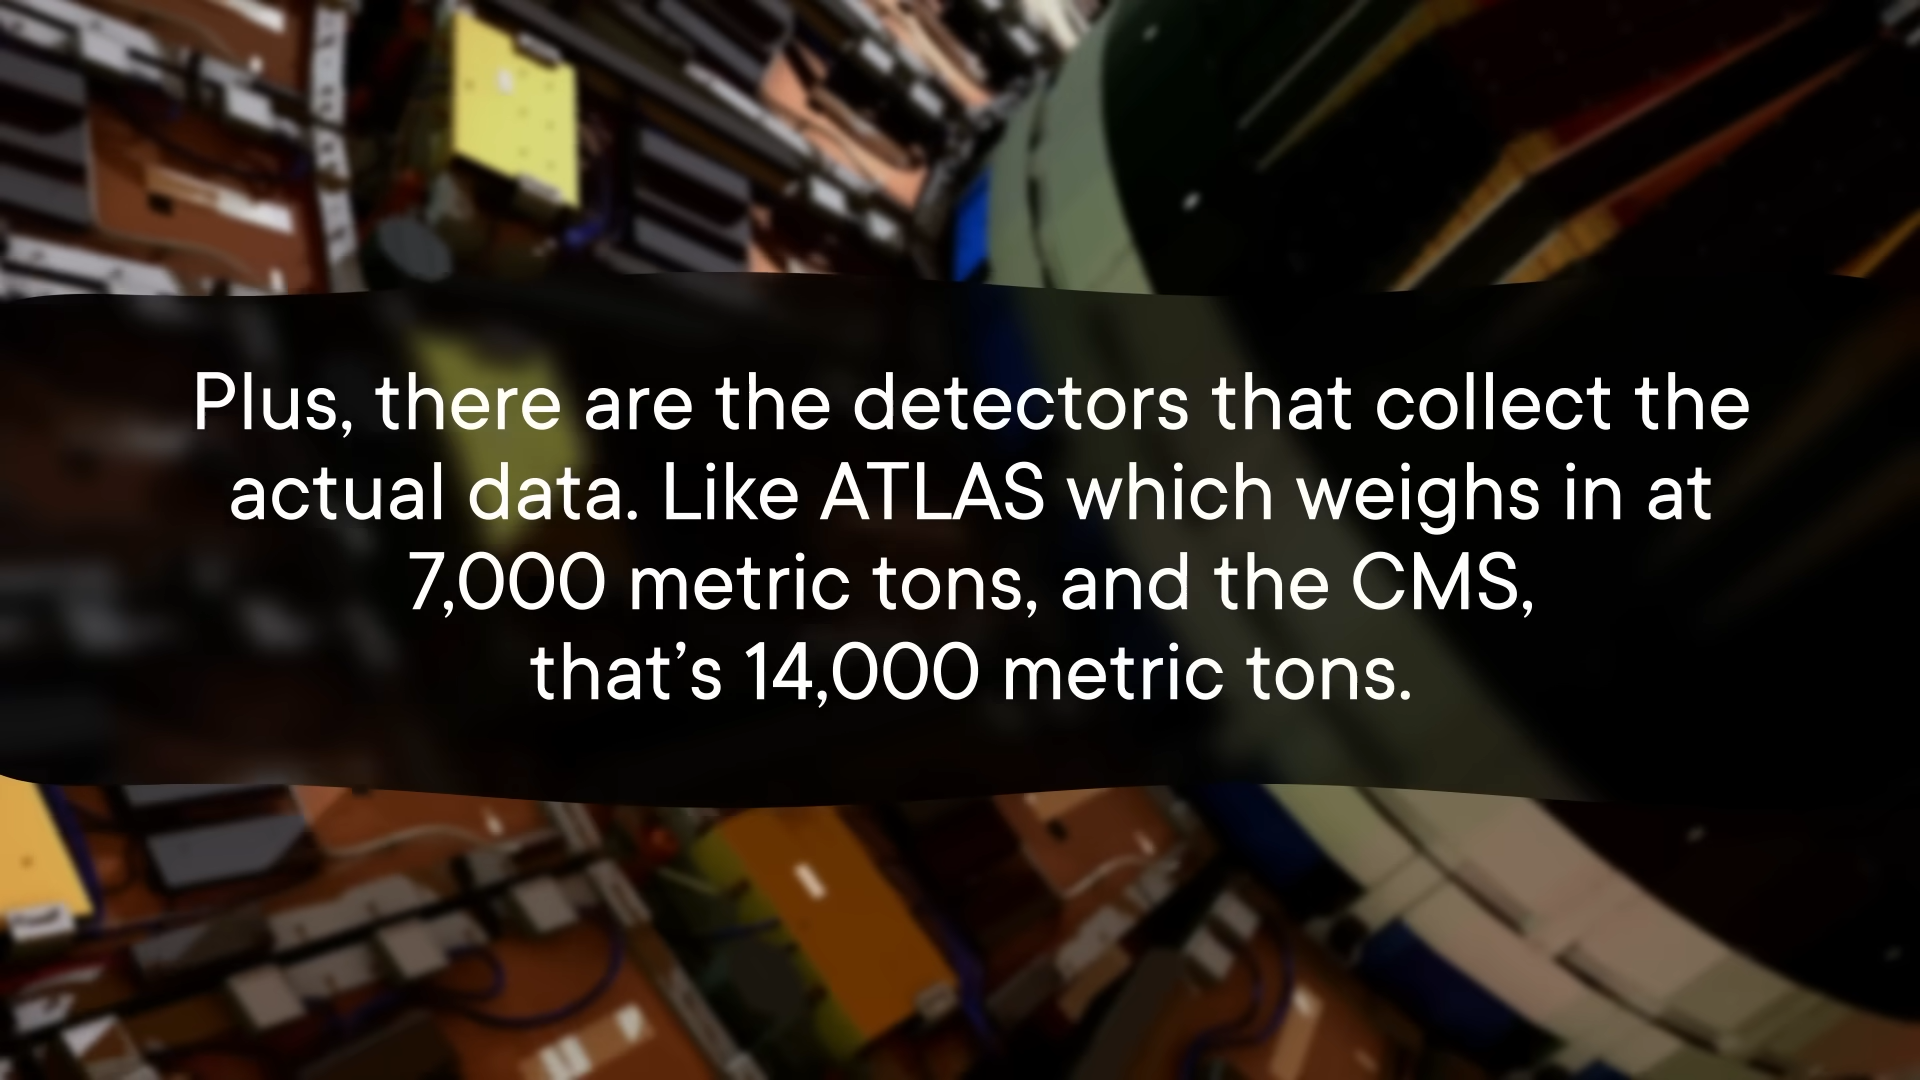 Plus, there are the detectors that collect the
actual data. Like ATLAS which weighs in at
7,000 metric tons, and the CMS,
that’s 14,000 metric tons.